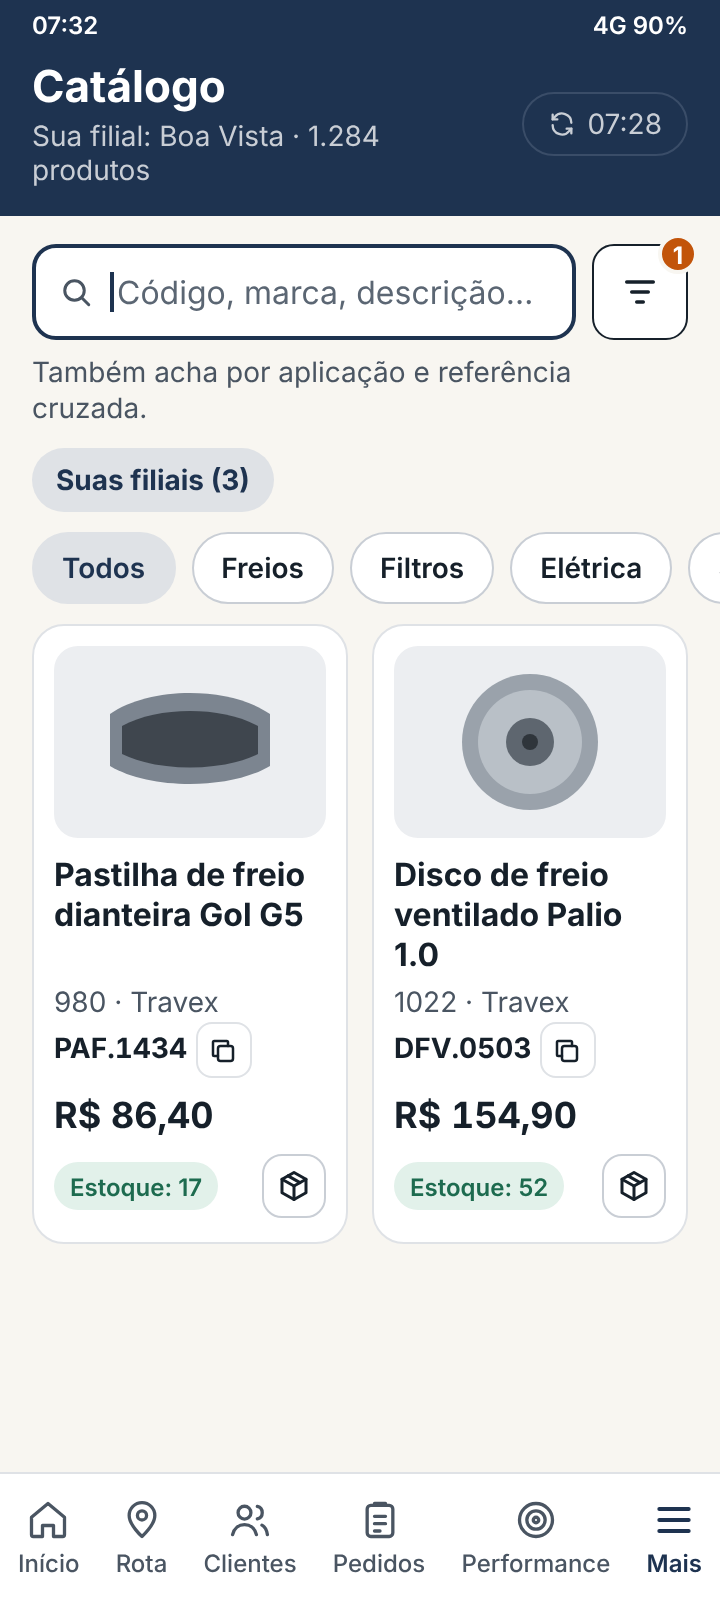 07:32
4G 90%
Catálogo
Sua filial: Boa Vista · 1.284
produtos
07:28
Código, marca, descrição...
1
Também acha por aplicação e referência
cruzada.
Suas filiais (3)
Todos
Freios
Filtros
Elétrica
Pastilha de freio
dianteira Gol G5
980 · Travex
PAF.1434
R$ 86,40
Estoque: 17
Disco de freio
ventilado Palio
1.0
1022 · Travex
DFV.0503
R$ 154,90
Estoque: 52
Início
Rota
Clientes
Pedidos
Performance
Mais